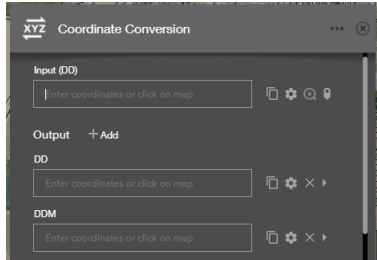 XYZ Coordinate Conversion
Input (DD)
Enter coordinates or click on map
Output + Add
DD
Enter coordinates or click on map
DDM
Enter coordinates or click on map